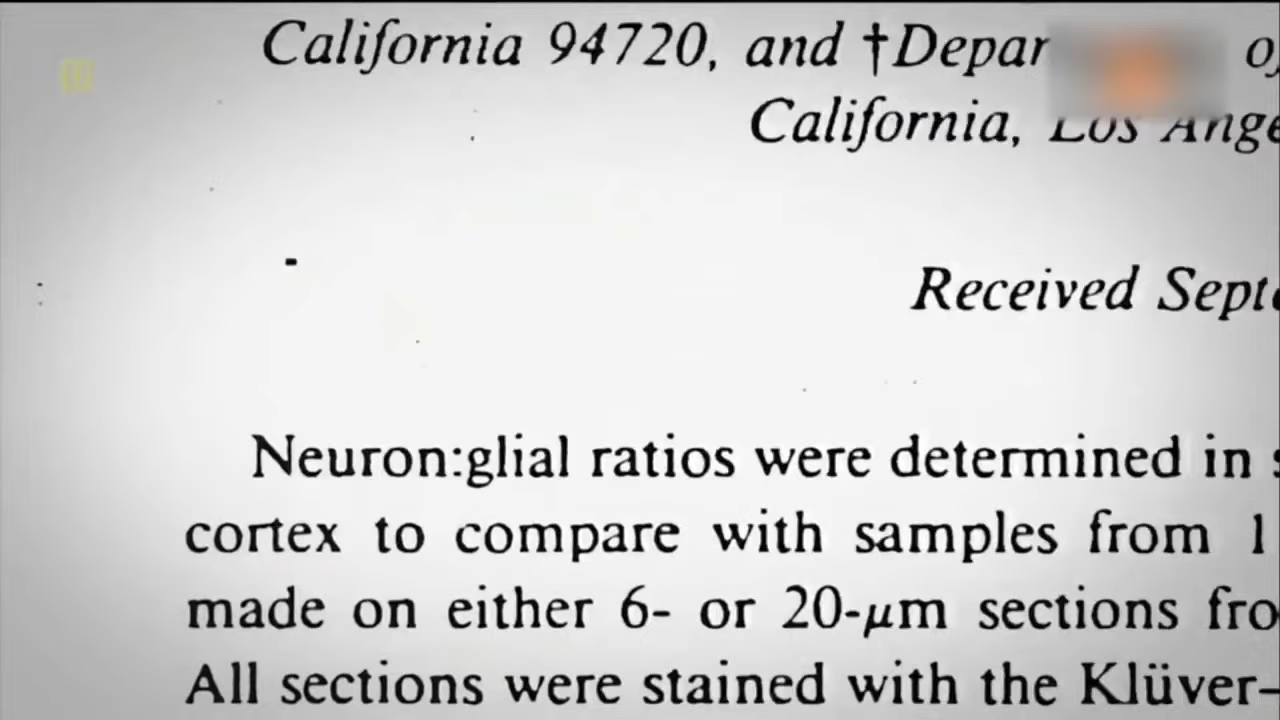 California 94720, and †Depar
California, Los Ange
Received Sept
Neuron:glial ratios were determined in
cortex to compare with samples from 1
made on either 6- or 20-μm sections fro
All sections were stained with the Klüver–